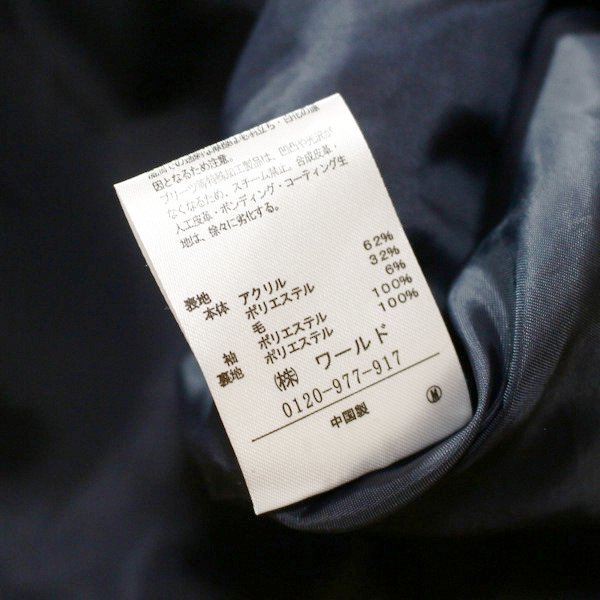 因となるため注意。
プリーツ等特殊加工製品は、凹凸や光沢が
なくなるため、スチーム禁止。合成皮革・
人工皮革・ボンディング・コーティング生
地は、徐々に劣化する。
表地
本体 アクリル 62%
ポリエステル 32%
毛 6%
袖 ポリエステル 100%
裏地 ポリエステル 100%
㈱ ワールド
0120-977-917
中国製
M